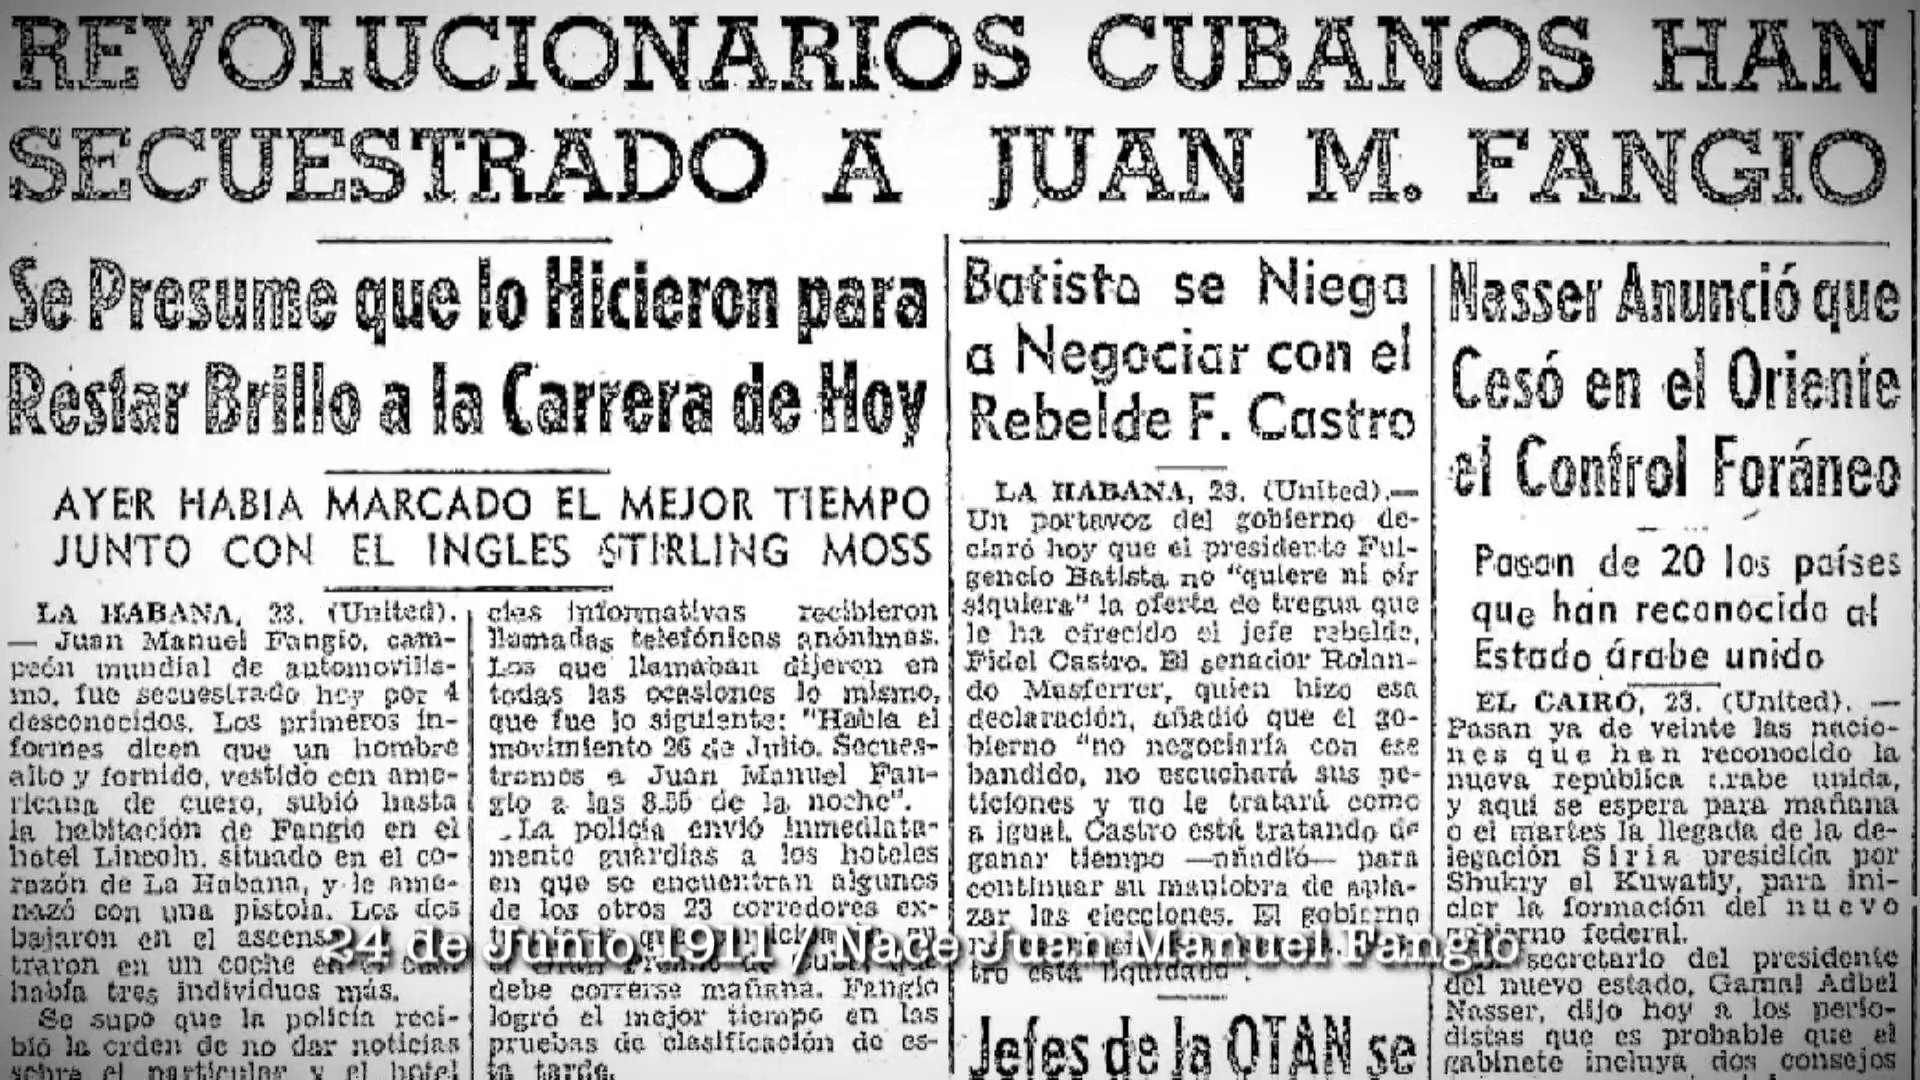 REVOLUCIONARIOS CUBANOS HAN
SECUESTRADO A JUAN M. FANGIO
Se Presume que lo Hicieron para
Restar Brillo a la Carrera de Hoy
AYER HABIA MARCADO EL MEJOR TIEMPO
JUNTO CON EL INGLES STIRLING MOSS
LA HABANA, 23. (United).
— Juan Manuel Fangio, cam-
peón mundial de automovilis-
mo, fue secuestrado hoy por 4
desconocidos. Los primeros in-
formes dicen que un hombre
alto y fornido, vestido con ame-
ricana de cuero, subió hasta
la habitación de Fangio en el
hotel Lincoln, situado en el co-
razón de La Habana, y le ame-
nazó con una pistola. Los dos
bajaron en el
traron en un coche en el
había tres individuos más.
Se supo que la policía reci-
bió la orden de no dar noticias
sobre el particular y el hotel
cias informativas recibieron
llamadas telefónicas anónimas.
Los que llamaban dijeron en
todas las ocasiones lo mismo,
que fue lo siguiente: "Habla el
movimiento 26 de Julio. Secues-
tramos a Juan Manuel Fan-
gio a las 8.55 de la noche".
La policía envió inmediata-
mente guardias a los hoteles
en que se encuentran algunos
de los otros 23 corredores ex-
que
el Gran Premio de Cuba, que
debe correrse mañana. Fangio
logró el mejor tiempo en las
pruebas de clasificación de es-
ta tarde.
Batista se Niega
a Negociar con el
Rebelde F. Castro
LA HABANA, 23. (United).—
Un portavoz del gobierno de-
claró hoy que el presidente Ful-
gencio Batista no "quiere ni oír
siquiera" la oferta de tregua que
le ha ofrecido el jefe rebelde,
Fidel Castro. El senador Rolan-
do Masferrer, quien hizo esa
declaración, añadió que el go-
bierno "no negociaría con ese
bandido, no escuchará sus pe-
ticiones y no le tratará como
a igual. Castro está tratando de
ganar tiempo —añadió— para
continuar su maniobra de apla-
zar las elecciones. El gobierno
tro está liquidado".
Jefes de la OTAN se
Nasser Anunció que
Cesó en el Oriente
el Control Foráneo
Pasan de 20 los países
que han reconocido al
Estado árabe unido
EL CAIRO, 23. (United). —
Pasan ya de veinte las nacio-
nes que han reconocido la
nueva república árabe unida,
y aquí se espera para mañana
o el martes la llegada de la de-
legación Siria presidida por
Shukry el Kuwatly, para ini-
ciar la formación del nuevo
gobierno federal.
secretario del presidente
del nuevo estado, Gamal Adbel
Nasser, dijo hoy a los perio-
distas que es probable que el
gabinete incluya dos consejos
24 de Junio 1911 / Nace Juan Manuel Fangio